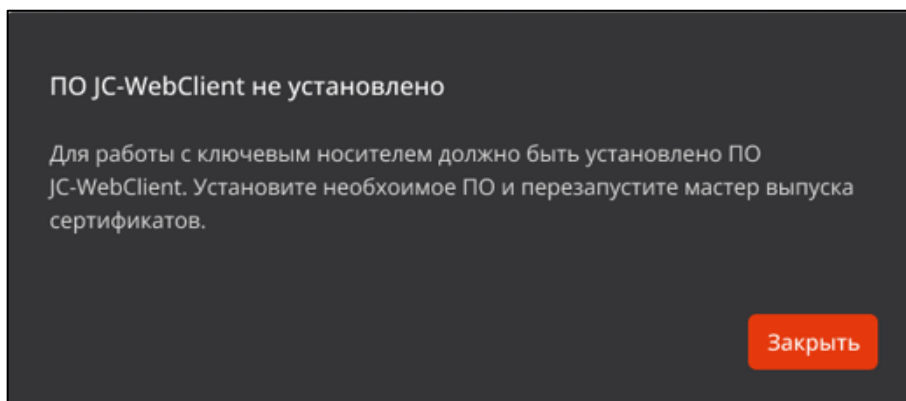 ПО JC-WebClient не установлено
Для работы с ключевым носителем должно быть установлено ПО
JC-WebClient. Установите необхоимое ПО и перезапустите мастер выпуска
сертификатов.
Закрыть